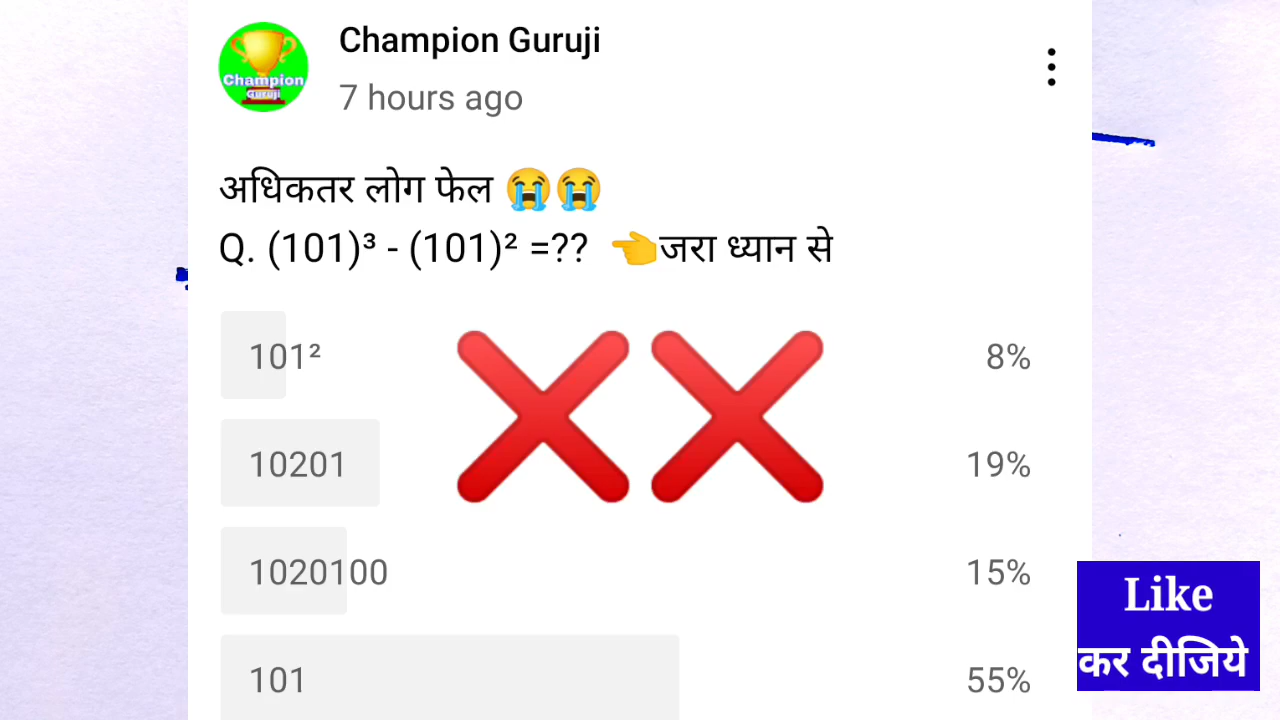 Champion Guruji
7 hours ago
Champion
Guruji
अधिकतर लोग फेल 😭😭
Q. (101)³ - (101)² =?? 👈जरा ध्यान से
101² 8%
10201 19%
1020100 15%
101 55%
Like
कर दीजिये